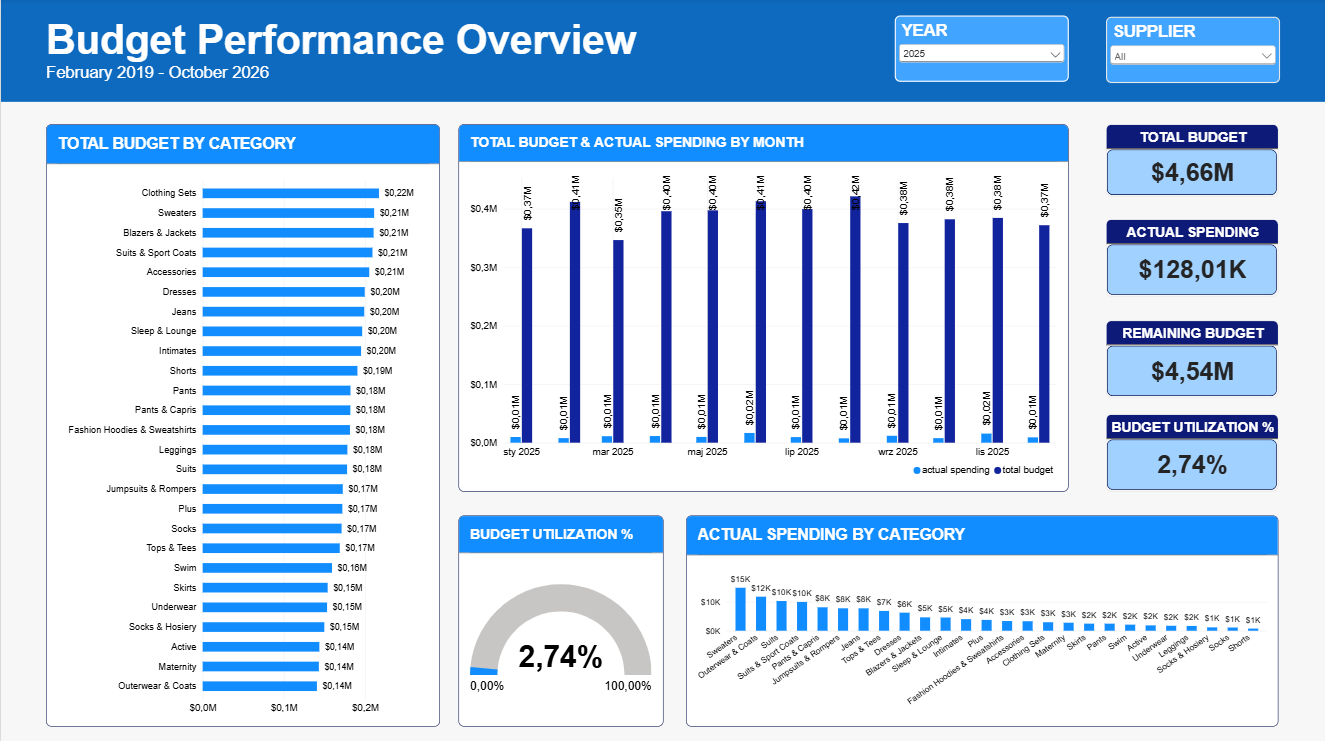 Budget Performance Overview
February 2019 - October 2026
YEAR
2025
SUPPLIER
All
TOTAL BUDGET BY CATEGORY
Clothing Sets $0,22M
Sweaters $0,21M
Blazers & Jackets $0,21M
Suits & Sport Coats $0,21M
Accessories $0,21M
Dresses $0,20M
Jeans $0,20M
Sleep & Lounge $0,20M
Intimates $0,20M
Shorts $0,19M
Pants $0,18M
Pants & Capris $0,18M
Fashion Hoodies & Sweatshirts $0,18M
Leggings $0,18M
Suits $0,18M
Jumpsuits & Rompers $0,17M
Plus $0,17M
Socks $0,17M
Tops & Tees $0,17M
Swim $0,16M
Skirts $0,15M
Underwear $0,15M
Socks & Hosiery $0,15M
Active $0,14M
Maternity $0,14M
Outerwear & Coats $0,14M
$0,0M $0,1M $0,2M
TOTAL BUDGET & ACTUAL SPENDING BY MONTH
$0,4M
$0,3M
$0,2M
$0,1M
$0,0M
$0,37M $0,41M $0,35M $0,40M $0,40M $0,41M $0,40M $0,42M $0,38M $0,38M $0,38M $0,37M
$0,01M $0,01M $0,01M $0,01M $0,01M $0,02M $0,01M $0,01M $0,01M $0,01M $0,02M $0,01M
sty 2025 mar 2025 maj 2025 lip 2025 wrz 2025 lis 2025
actual spending total budget
TOTAL BUDGET
$4,66M
ACTUAL SPENDING
$128,01K
REMAINING BUDGET
$4,54M
BUDGET UTILIZATION %
2,74%
BUDGET UTILIZATION %
2,74%
0,00% 100,00%
ACTUAL SPENDING BY CATEGORY
$10K
$0K
$15K $12K $10K $10K $8K $8K $8K $7K $6K $5K $5K $4K $4K $3K $3K $3K $3K $2K $2K $2K $2K $2K $2K $1K $1K $1K
Sweaters
Outerwear & Coats
Suits
Suits & Sport Coats
Pants & Capris
Jumpsuits & Rompers
Jeans
Tops & Tees
Dresses
Blazers & Jackets
Sleep & Lounge
Intimates
Plus
Fashion Hoodies & Sweatshirts
Accessories
Clothing Sets
Maternity
Skirts
Pants
Swim
Active
Underwear
Leggings
Socks & Hosiery
Socks
Shorts